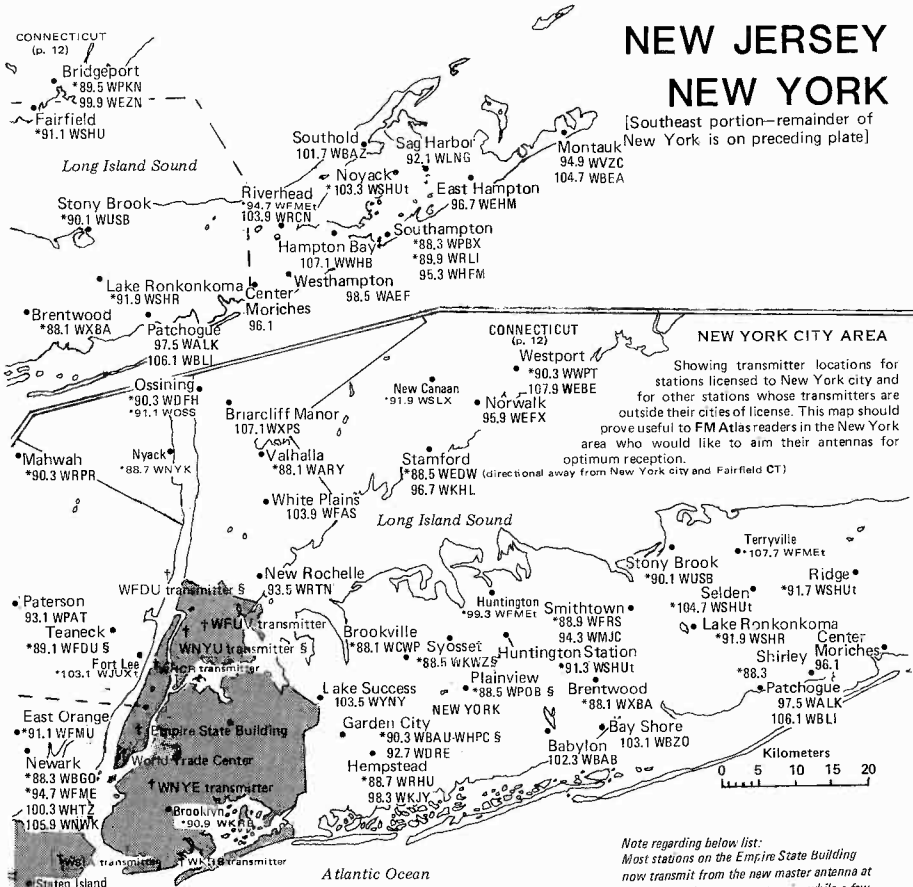 NEW JERSEY
NEW YORK
[Southeast portion—remainder of
New York is on preceding plate]
CONNECTICUT
(p. 12)
Bridgeport
*89.5 WPKN
99.9 WEZN
Fairfield
*91.1 WSHU
Long Island Sound
Stony Brook
*90.1 WUSB
Southold
101.7 WBAZ
Sag Harbor
92.1 WLNG
Montauk
94.9 WVZC
104.7 WBEA
Noyack
*103.3 WSHUt
East Hampton
96.7 WEHM
Riverhead
*94.7 WFMEt
103.9 WRCN
Southampton
*88.3 WPBX
*89.9 WRLI
95.3 WHFM
Hampton Bay
107.1 WWHB
Westhampton
98.5 WAEF
Lake Ronkonkoma
*91.9 WSHR
Center
Moriches
96.1
Brentwood
*88.1 WXBA
Patchogue
97.5 WALK
106.1 WBLI
NEW YORK CITY AREA
Showing transmitter locations for
stations licensed to New York city and
for other stations whose transmitters are
outside their cities of license. This map should
prove useful to FM Atlas readers in the New York
area who would like to aim their antennas for
optimum reception.
CONNECTICUT
(p. 12)
Westport
*90.3 WWPT
107.9 WEBE
New Canaan
*91.9 WSLX
Norwalk
95.9 WEFX
Ossining
*90.3 WDFH
*91.1 WOSS
Briarcliff Manor
107.1 WXPS
Mahwah
*90.3 WRPR
Nyack
*88.7 WNYK
Valhalla
*88.1 WARY
Stamford
*88.5 WEDW (directional away from New York city and Fairfield CT)
96.7 WKHL
White Plains
103.9 WFAS
Long Island Sound
New Rochelle
93.5 WRTN
WFDU transmitter §
Paterson
93.1 WPAT
Teaneck
*89.1 WFDU §
WFUV transmitter
WNYU transmitter §
Fort Lee
*103.1 WJUXt
transmitter
Huntington
*99.3 WFMEt
Stony Brook
*90.1 WUSB
Terryville
*107.7 WFMEt
Ridge
*91.7 WSHUt
Selden
*104.7 WSHUt
Smithtown
*88.9 WFRS
94.3 WMJC
Lake Ronkonkoma
*91.9 WSHR
Center
Moriches
96.1
Brookville
*88.1 WCWP
Syosset
*88.5 WKWZ§
Huntington Station
*91.3 WSHUt
Shirley
*88.3
Plainview
*88.5 WPOB §
NEW YORK
Brentwood
*88.1 WXBA
Patchogue
97.5 WALK
106.1 WBLI
Lake Success
103.5 WYNY
East Orange
*91.1 WFMU
Empire State Building
Garden City
*90.3 WBAU-WHPC §
92.7 WDRE
Bay Shore
103.1 WBZO
Babylon
102.3 WBAB
Newark
*88.3 WBGO
*94.7 WFME
100.3 WHTZ
105.9 WNWK
World Trade Center
WNYE transmitter
Hempstead
*88.7 WRHU
98.3 WKJY
Kilometers
0 5 10 15 20
Brooklyn
*90.9 WKRB
transmitter
WKRB transmitter
Staten Island
Atlantic Ocean
Note regarding below list:
Most stations on the Empire State Building
now transmit from the new master antenna at